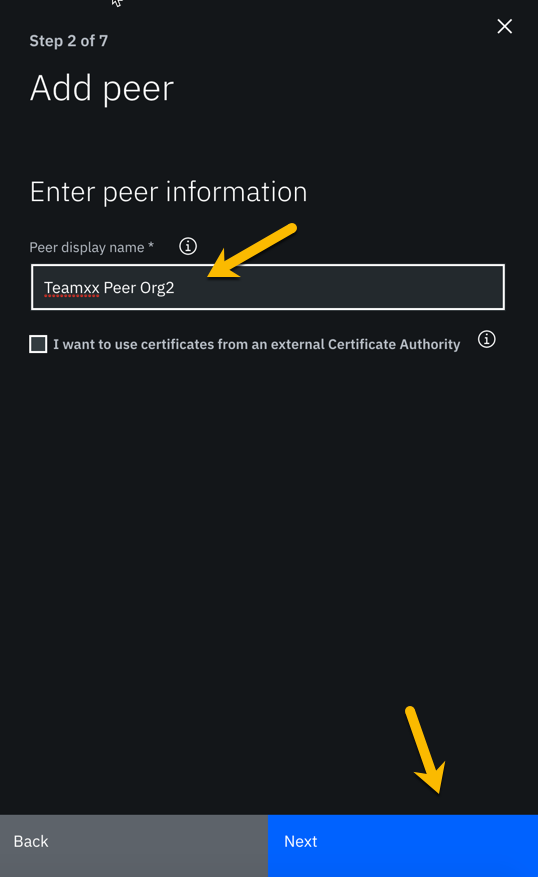 Step 2 of 7
Add peer
Enter peer information
Peer display name *
Teamxx Peer Org2
I want to use certificates from an external Certificate Authority
Back
Next